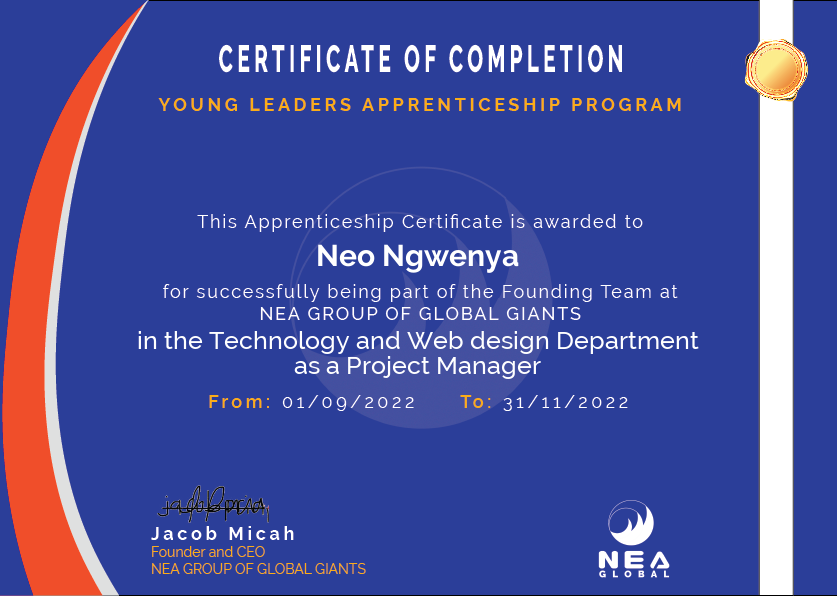 CERTIFICATE OF COMPLETION
YOUNG LEADERS APPRENTICESHIP PROGRAM
This Apprenticeship Certificate is awarded to
Neo Ngwenya
for successfully being part of the Founding Team at
NEA GROUP OF GLOBAL GIANTS
in the Technology and Web design Department
as a Project Manager
From: 01/09/2022 To: 31/11/2022
Jacob Micah
Founder and CEO
NEA GROUP OF GLOBAL GIANTS
NEA
GLOBAL